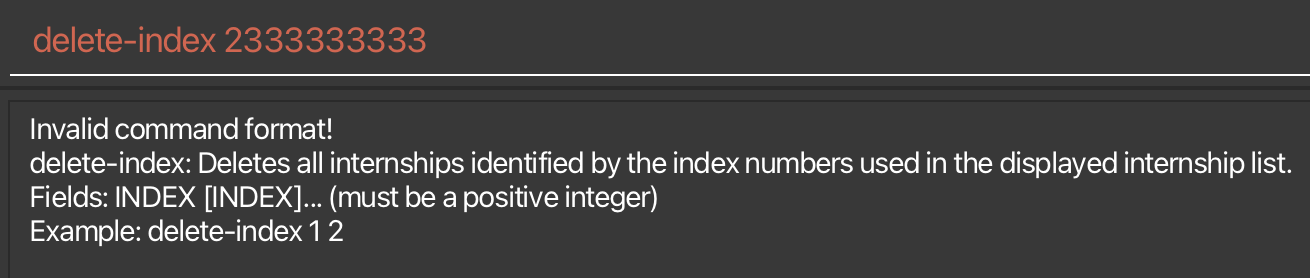 delete-index 2333333333
Invalid command format!
delete-index: Deletes all internships identified by the index numbers used in the displayed internship list.
Fields: INDEX [INDEX]... (must be a positive integer)
Example: delete-index 1 2